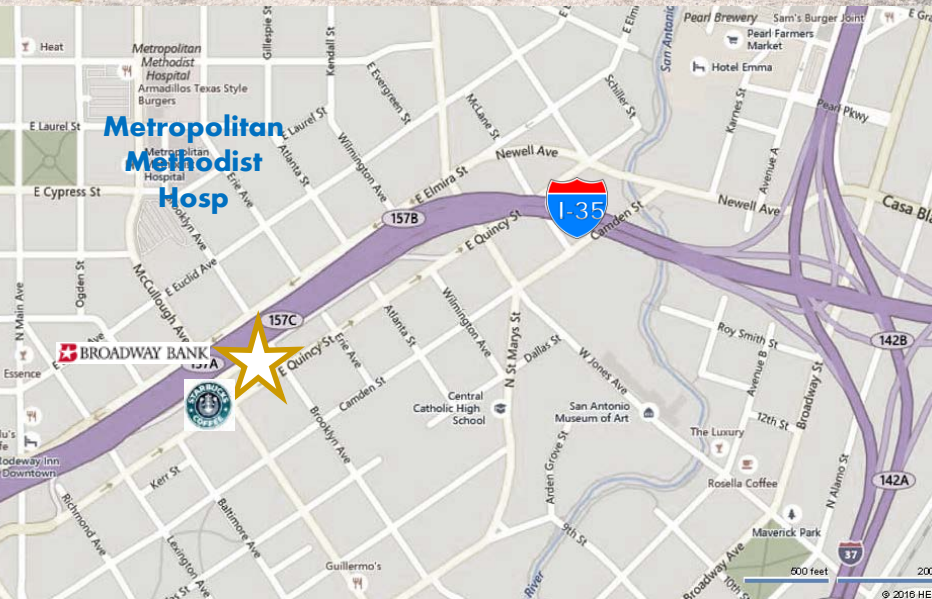 Pearl Brewery
Sam's Burger Joint
Pearl Farmers
Market
Hotel Emma
Heat
Metropolitan
Methodist
Hospital
Armadillos Texas Style
Burgers
Gillespie St
Kendall St
E Evergreen St
McLane St
Schiller St
E Elmi
San Antonio
Karnes St
Pearl Pkwy
Avenue A
E Laurel St
E Laurel St
Metropolitan
Methodist
Hosp
Metropolitan
Hospital
E Cypress St
Erie Ave
Atlanta St
Wilmington Ave
E Elmira St
Newell Ave
Newell Ave
Casa Bla
I-35
157B
E Quincy St
Camden St
Brooklyn Ave
E Euclid Ave
McCullough Ave
Ogden St
N Main Ave
157C
BROADWAY BANK
157A
Essence
STARBUCKS
COFFEE
E Quincy St
Erie Ave
Atlanta St
Wilmington Ave
N St Marys St
Dallas St
W Jones Ave
Camden St
Roy Smith St
Avenue B
Broadway St
142B
Central
Catholic High
School
San Antonio
Museum of Art
12th St
The Luxury
Rosella Coffee
Brooklyn Ave
Arden Grove St
N Alamo St
142A
Rodeway Inn
Downtown
Kerr St
Richmond Ave
Lexington Ave
Baltimore Ave
Guillermo's
9th St
River
Maverick Park
37
Broadway Ave
10th St
500 feet
200
© 2016 HE